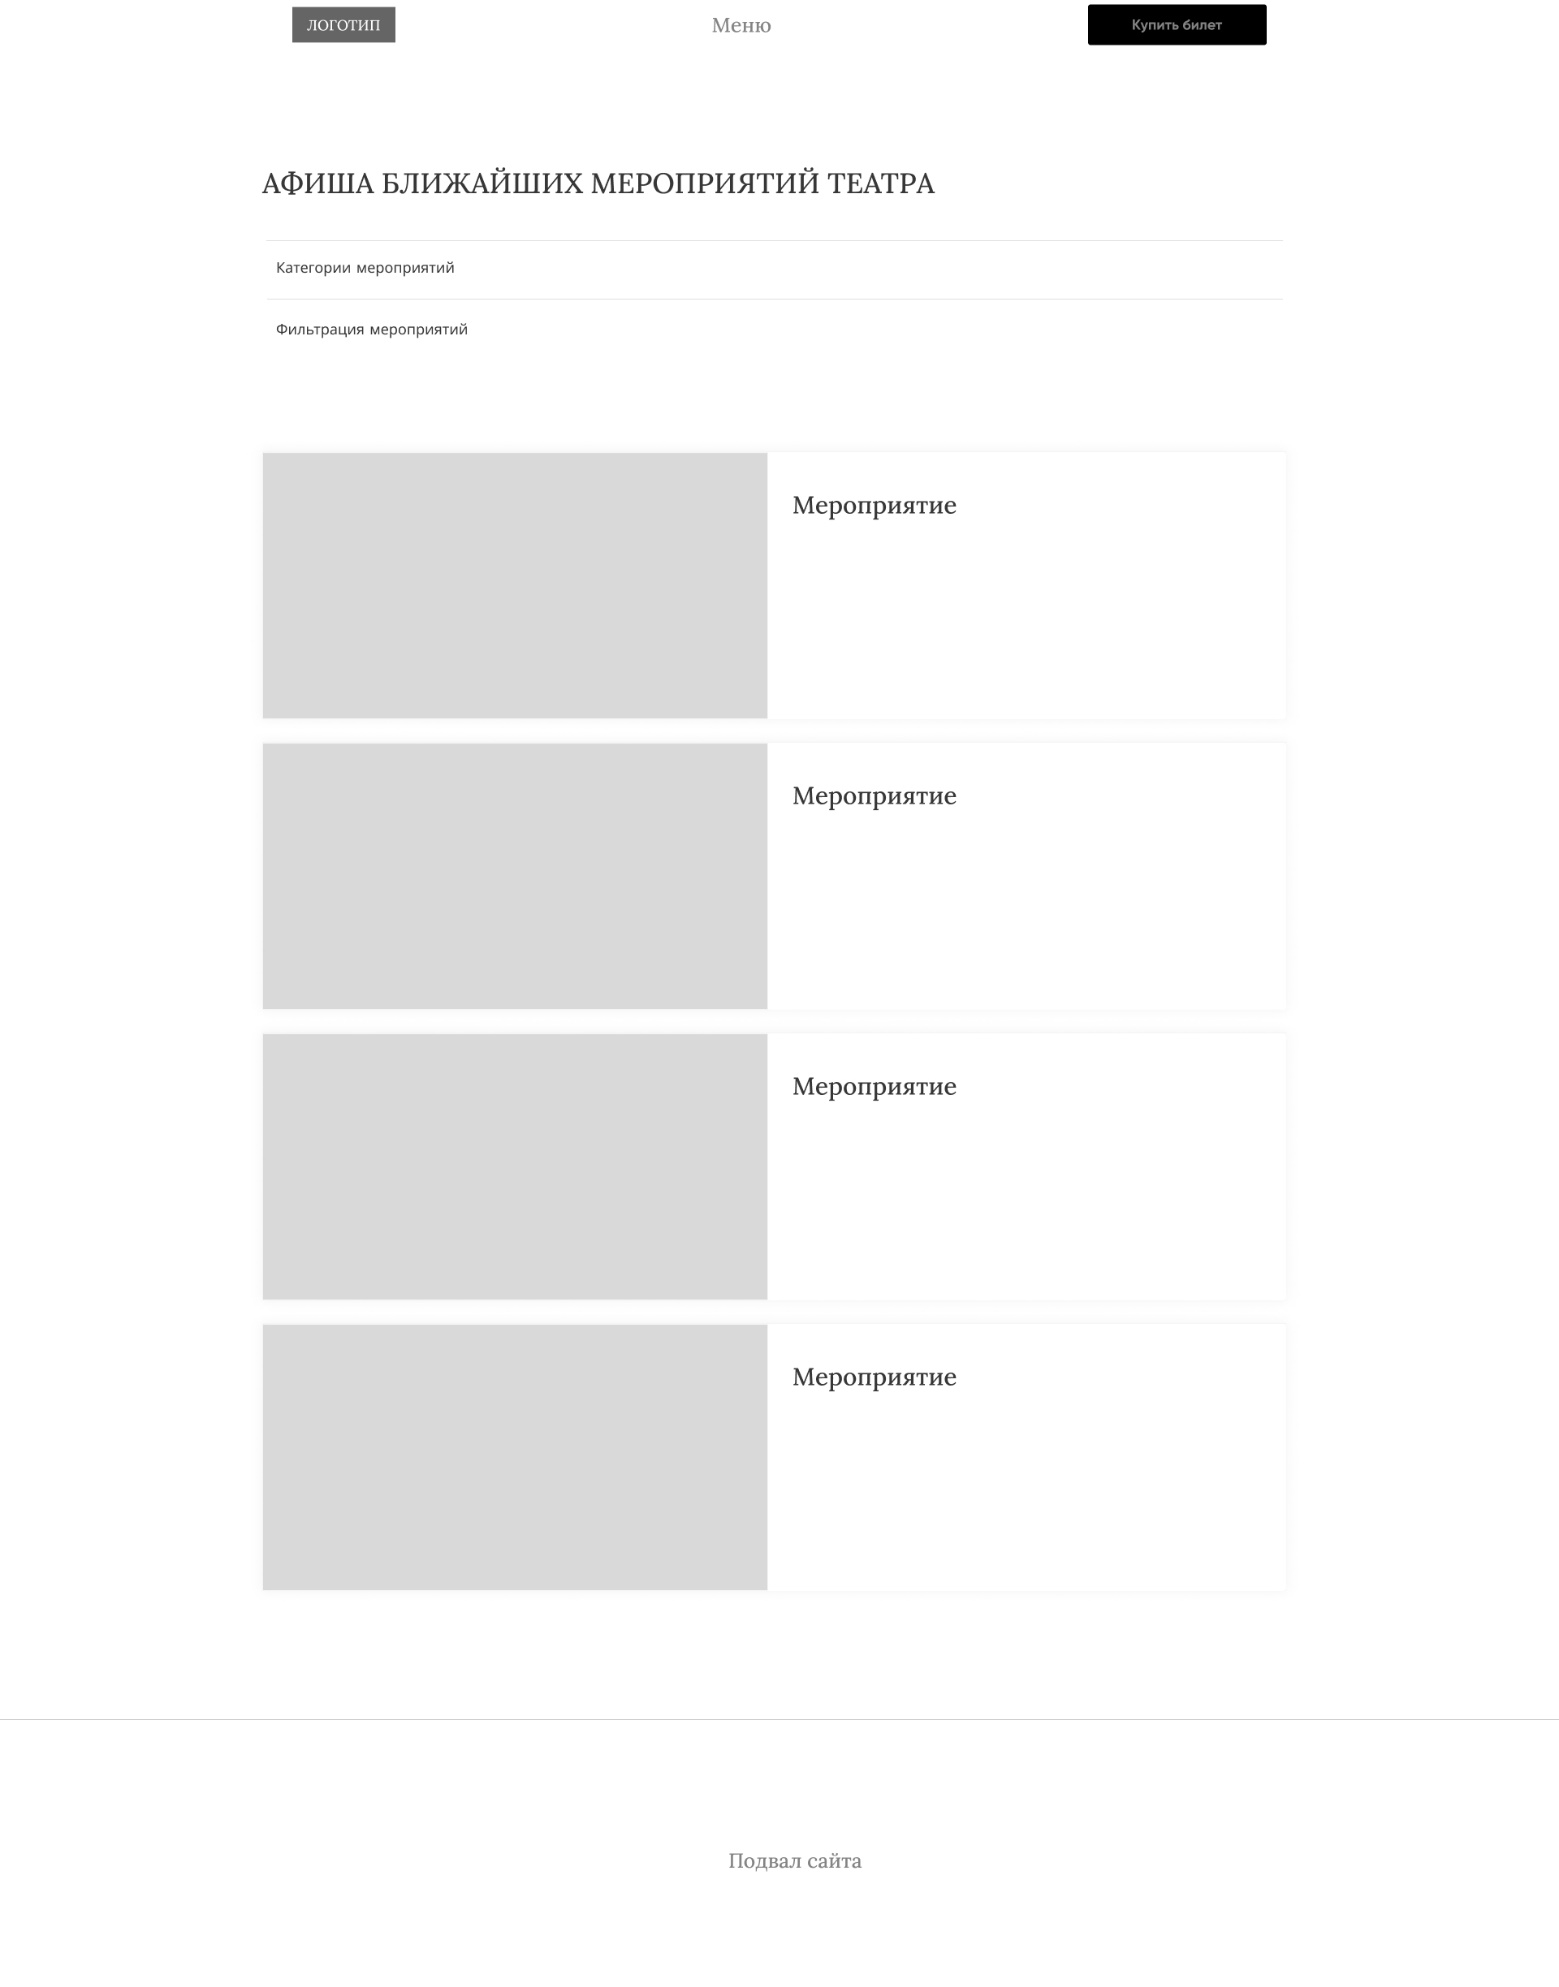 ЛОГОТИП
Меню
Купить билет
АФИША БЛИЖАЙШИХ МЕРОПРИЯТИЙ ТЕАТРА
Категории мероприятий
Фильтрация мероприятий
Мероприятие
Мероприятие
Мероприятие
Мероприятие
Подвал сайта